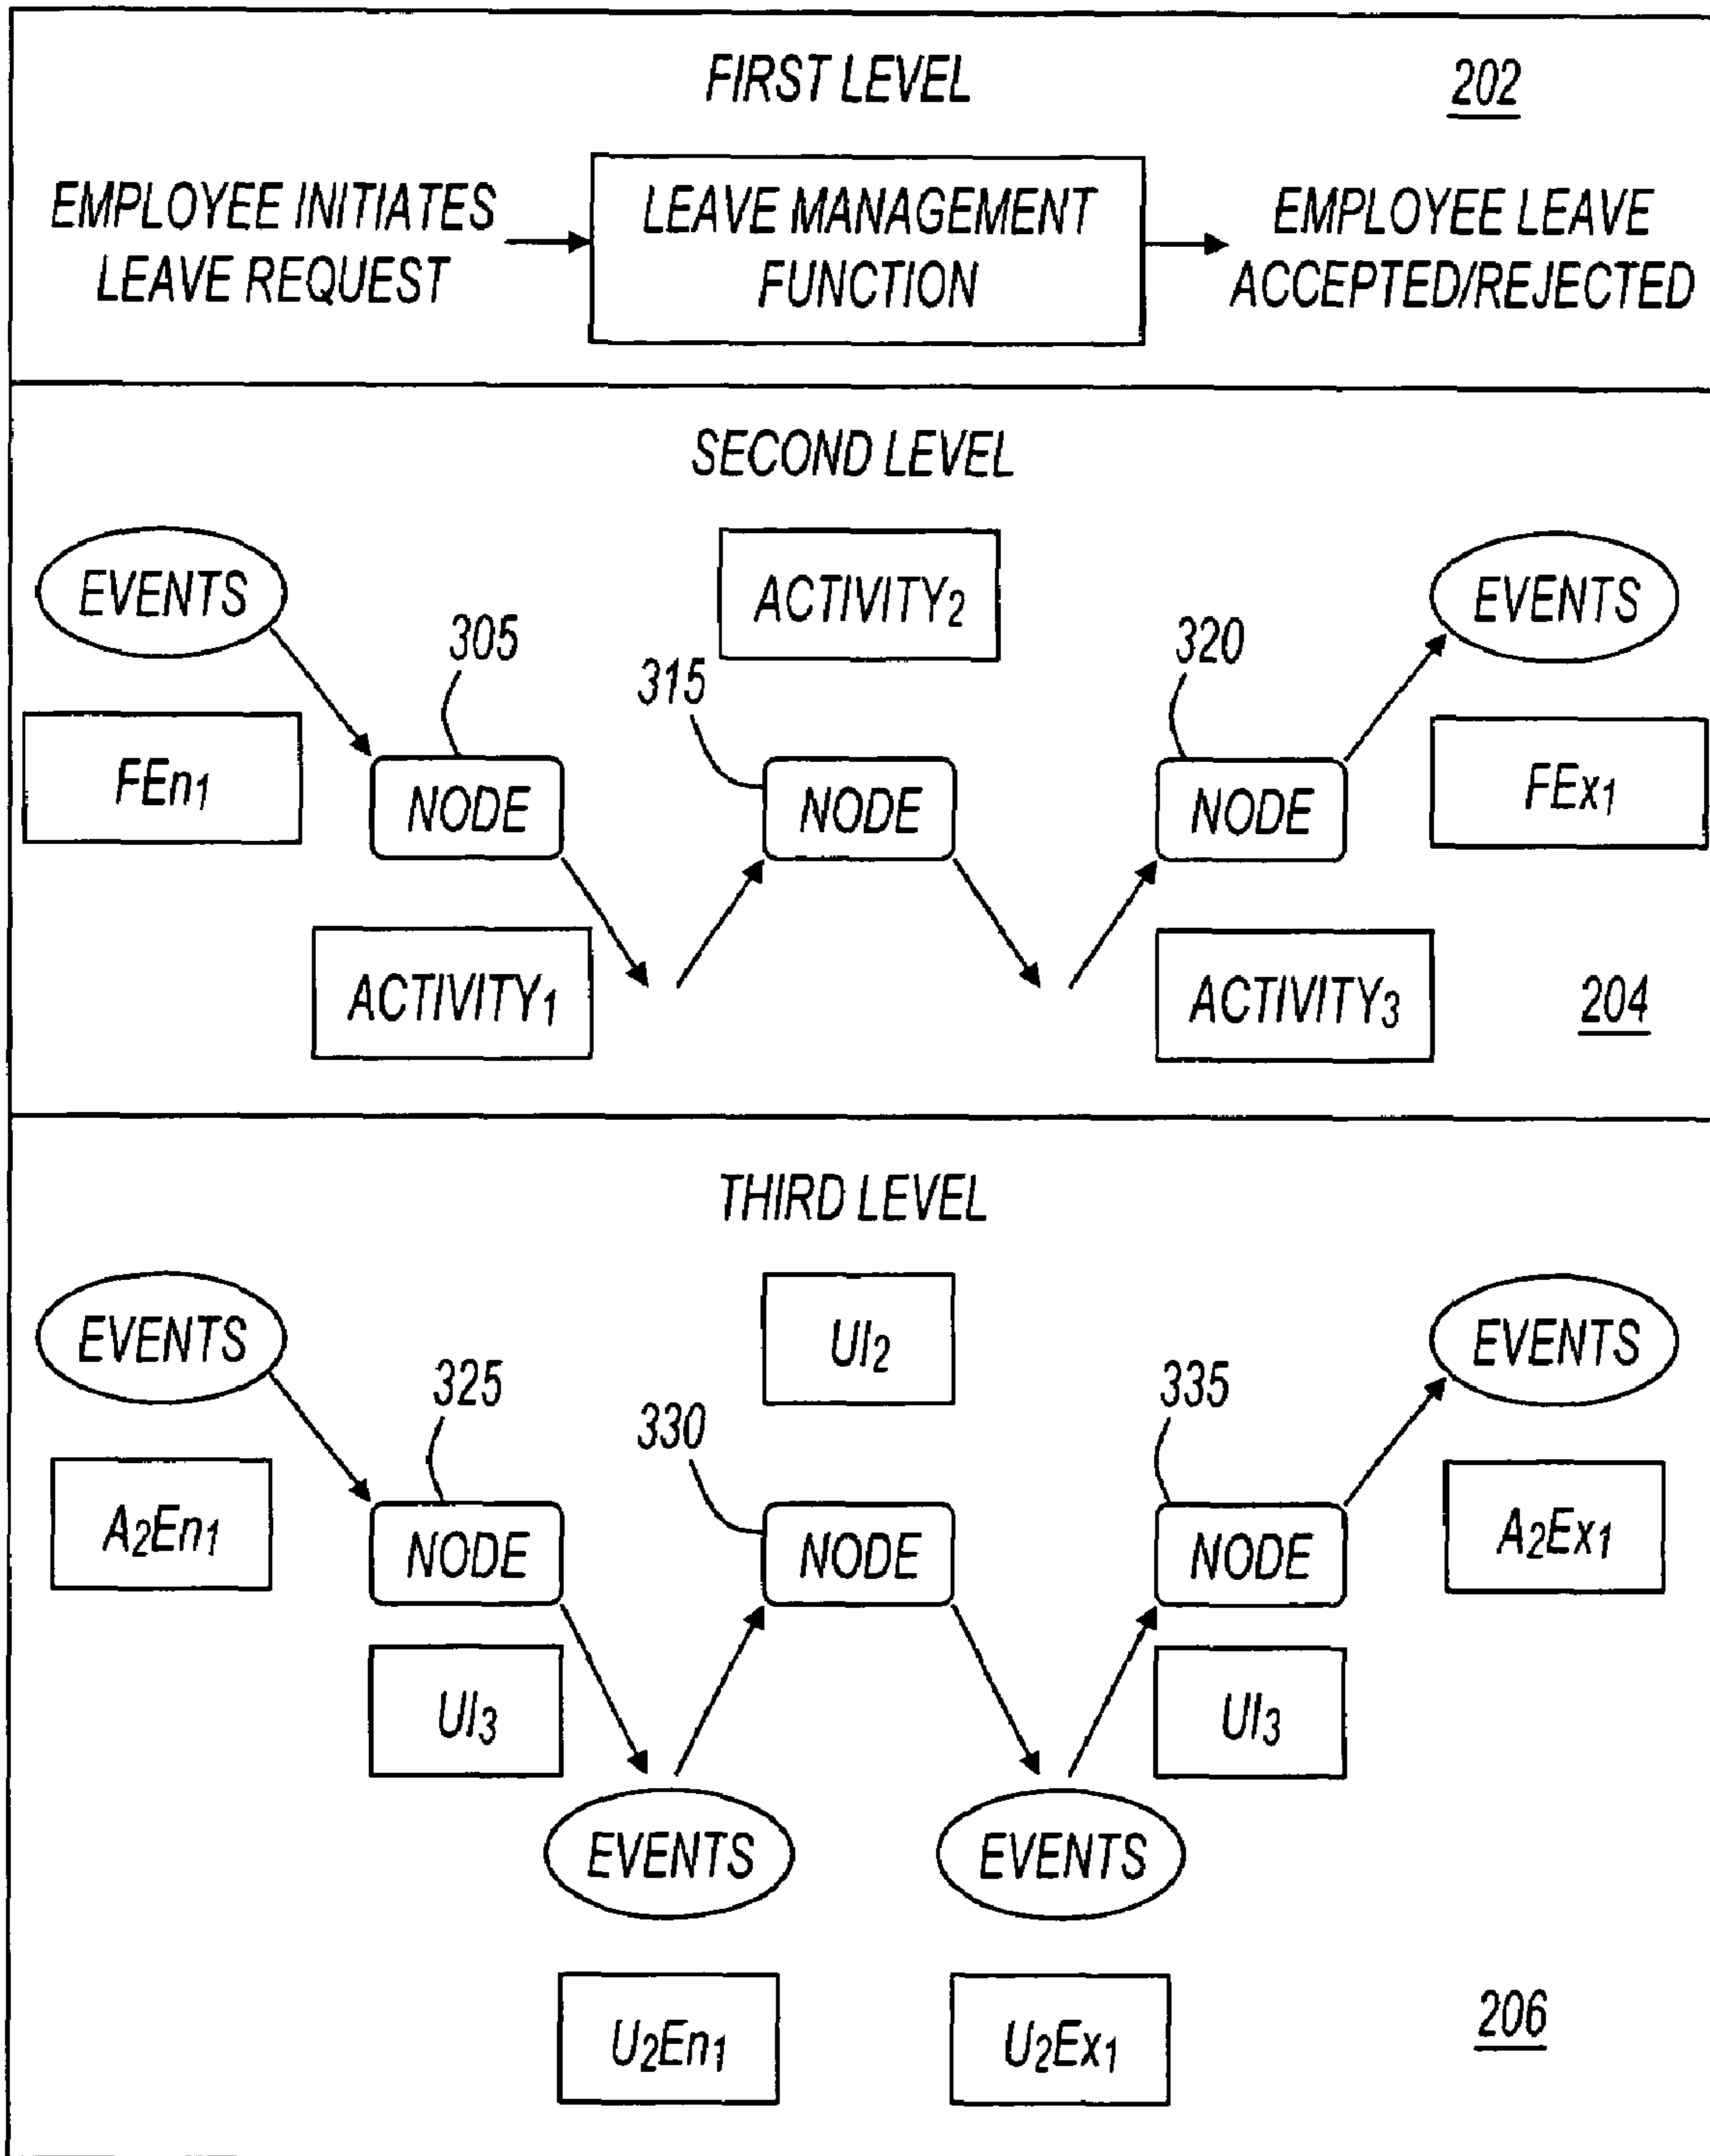 FIRST LEVEL
202
EMPLOYEE INITIATES
LEAVE REQUEST
LEAVE MANAGEMENT
FUNCTION
EMPLOYEE LEAVE
ACCEPTED/REJECTED
SECOND LEVEL
EVENTS
ACTIVITY₂
EVENTS
305
315
320
FEn₁
NODE
NODE
NODE
FEx₁
ACTIVITY₁
ACTIVITY₃
204
THIRD LEVEL
EVENTS
UI₂
EVENTS
325
330
335
A₂En₁
NODE
NODE
NODE
A₂Ex₁
UI₃
UI₃
EVENTS
EVENTS
U₂En₁
U₂Ex₁
206